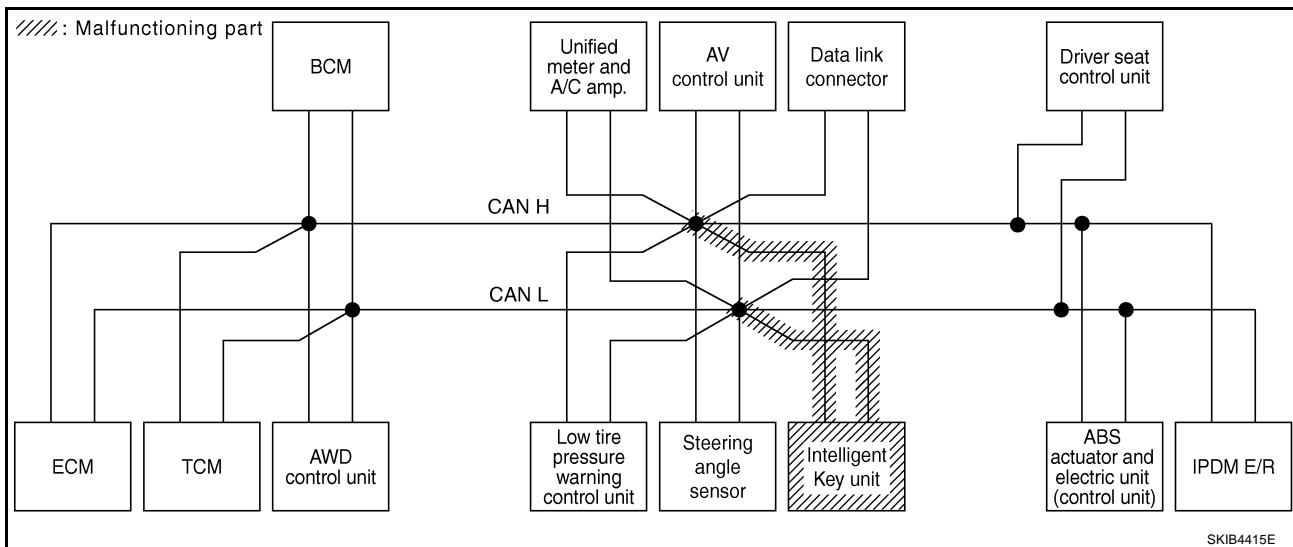 : Malfunctioning part
BCM
Unified
meter and
A/C amp.
AV
control unit
Data link
connector
Driver seat
control unit
CAN H
CAN L
ECM
TCM
AWD
control unit
Low tire
pressure
warning
control unit
Steering
angle
sensor
Intelligent
Key unit
ABS
actuator and
electric unit
(control unit)
IPDM E/R
SKIB4415E